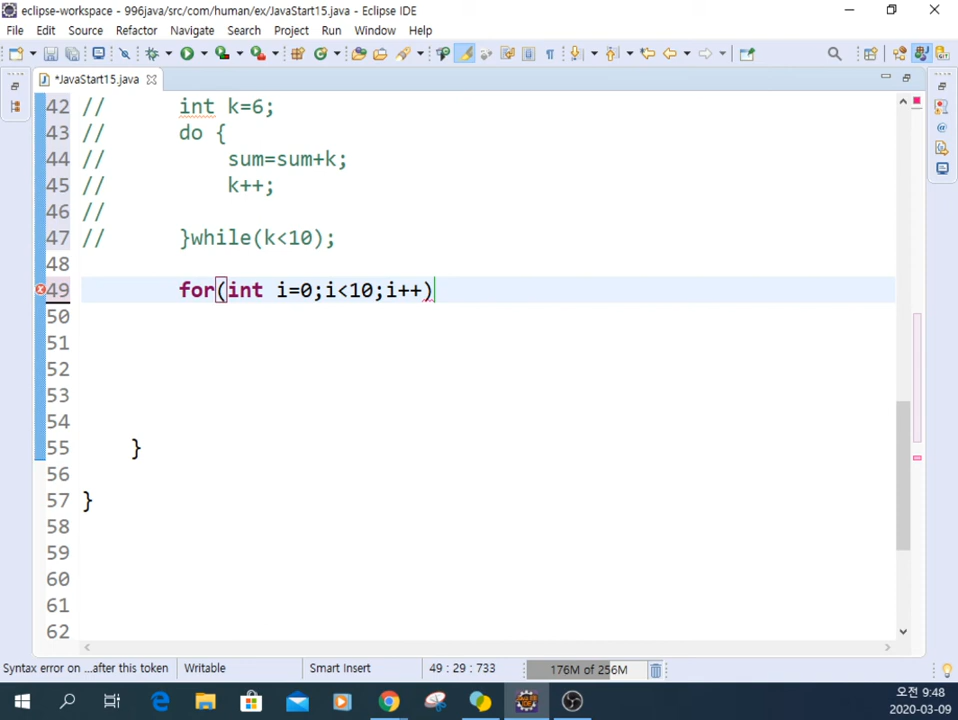 eclipse-workspace - 996java/src/com/human/ex/JavaStart15.java - Eclipse IDE
File Edit Source Refactor Navigate Search Project Run Window Help
*JavaStart15.java
42 // int k=6;
43 // do {
44 // sum=sum+k;
45 // k++;
46 //
47 // }while(k<10);
48
49 for(int i=0;i<10;i++)
50
51
52
53
54
55 }
56
57 }
58
59
60
61
62
Syntax error on ...after this token Writable Smart Insert 49 : 29 : 733 176M of 256M
오전 9:48
2020-03-09